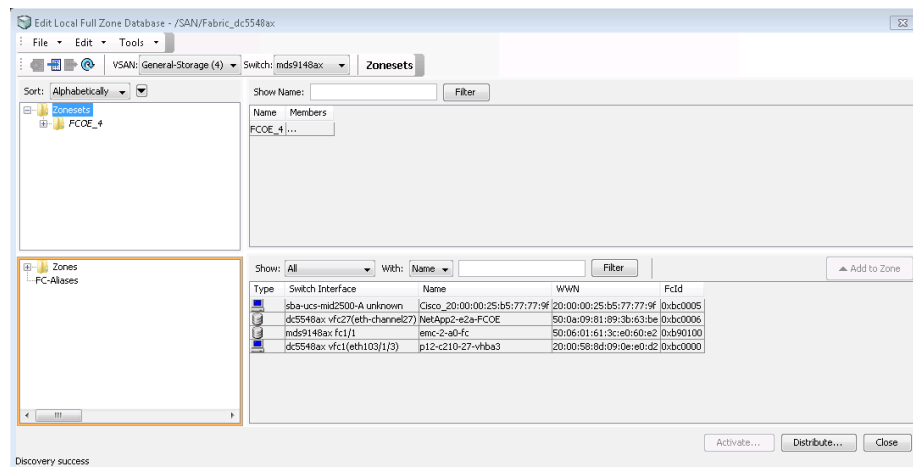 Edit Local Full Zone Database - /SAN/Fabric_dc5548ax
File Edit Tools
VSAN: General-Storage (4) Switch: mds9148ax Zonesets
Sort: Alphabetically
Zonesets
FCOE_4
Show Name: Filter
Name Members
FCOE_4 ...
Zones
FC-Aliases
Show: All With: Name Filter Add to Zone
Type Switch Interface Name WWN FcId
sba-ucs-mid2500-A unknown Cisco_20:00:00:25:b5:77:77:9f 20:00:00:25:b5:77:77:9f 0xbc0005
dc5548ax vfc27(eth-channel27) NetApp2-e2a-FCOE 50:0a:09:81:89:3b:63:be 0xbc0006
mds9148ax fc1/1 emc-2-a0-fc 50:06:01:61:3c:e0:60:e2 0xb90100
dc5548ax vfc1(eth103/1/3) p12-c210-27-vhba3 20:00:58:8d:09:0e:e0:d2 0xbc0000
Activate... Distribute... Close
Discovery success